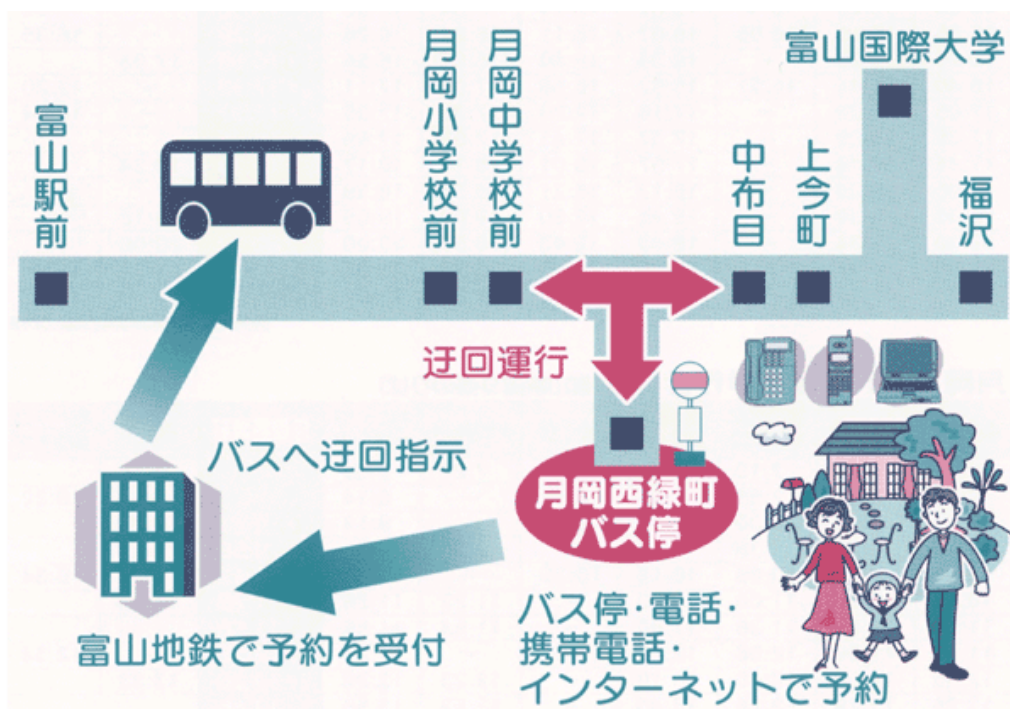 富山駅前
月岡小学校前
月岡中学校前
中布目
上今町
富山国際大学
福沢
迂回運行
バスへ迂回指示
月岡西緑町
バス停
富山地鉄で予約を受付
バス停・電話・
携帯電話・
インターネットで予約